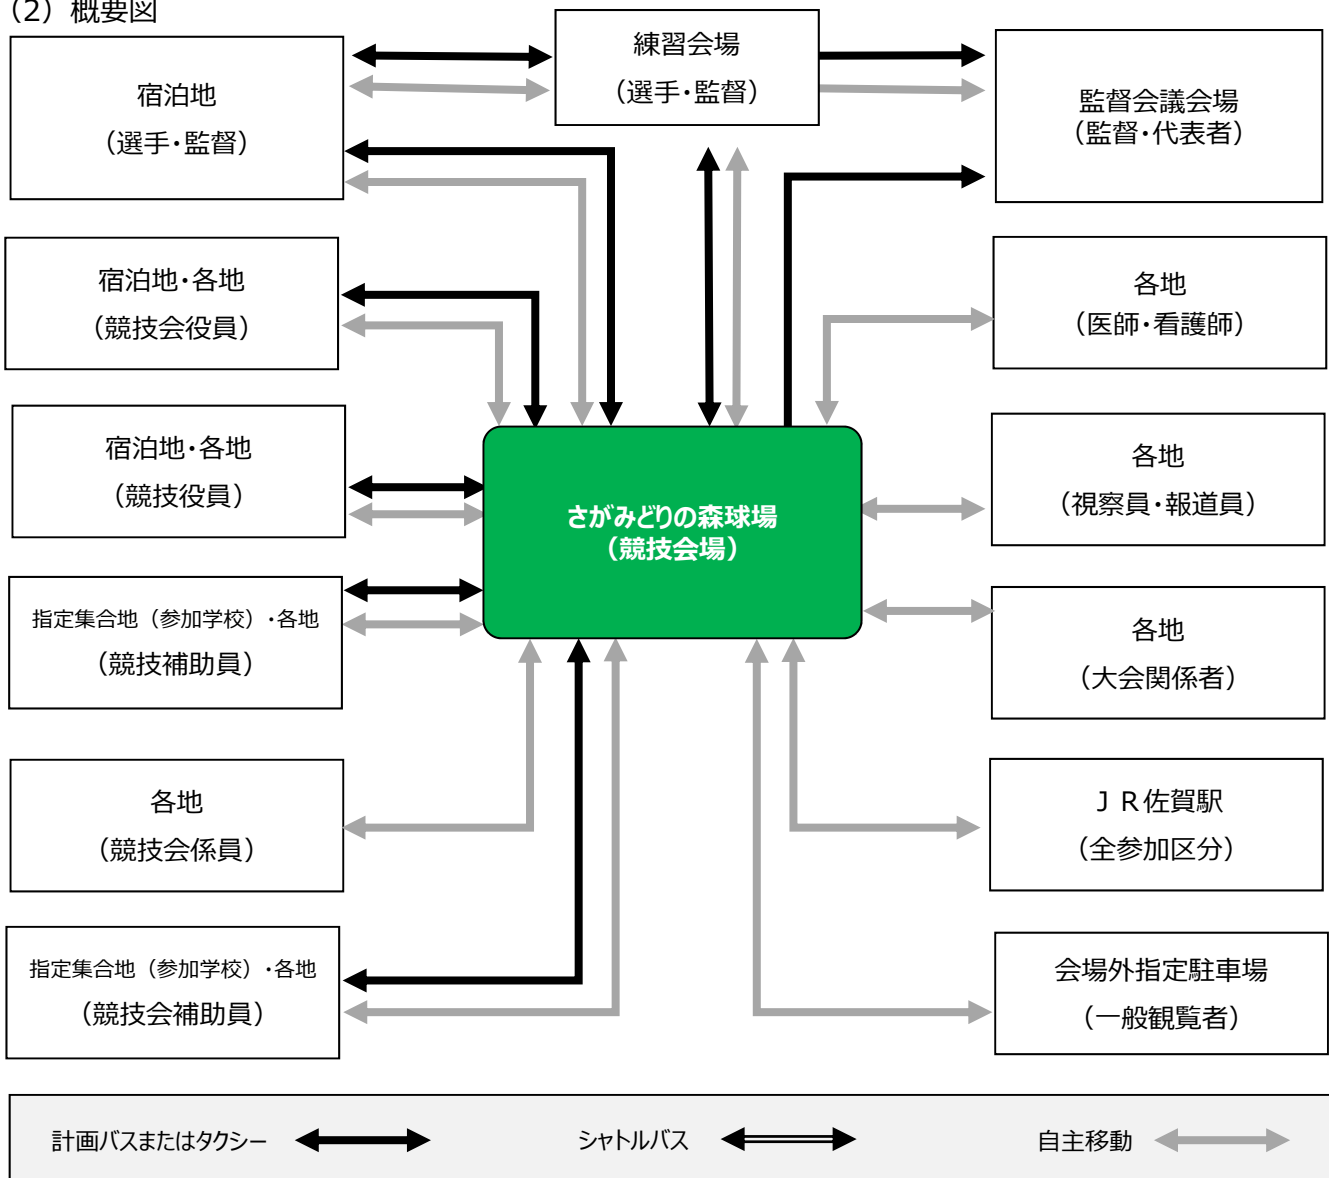 （2）概要図
宿泊地
（選手・監督）
練習会場
（選手・監督）
監督会議会場
（監督・代表者）
宿泊地・各地
（競技会役員）
各地
（医師・看護師）
宿泊地・各地
（競技役員）
さがみどりの森球場
（競技会場）
各地
（視察員・報道員）
指定集合地（参加学校）・各地
（競技補助員）
各地
（大会関係者）
各地
（競技会係員）
ＪＲ佐賀駅
（全参加区分）
指定集合地（参加学校）・各地
（競技会補助員）
会場外指定駐車場
（一般観覧者）
計画バスまたはタクシー
シャトルバス
自主移動